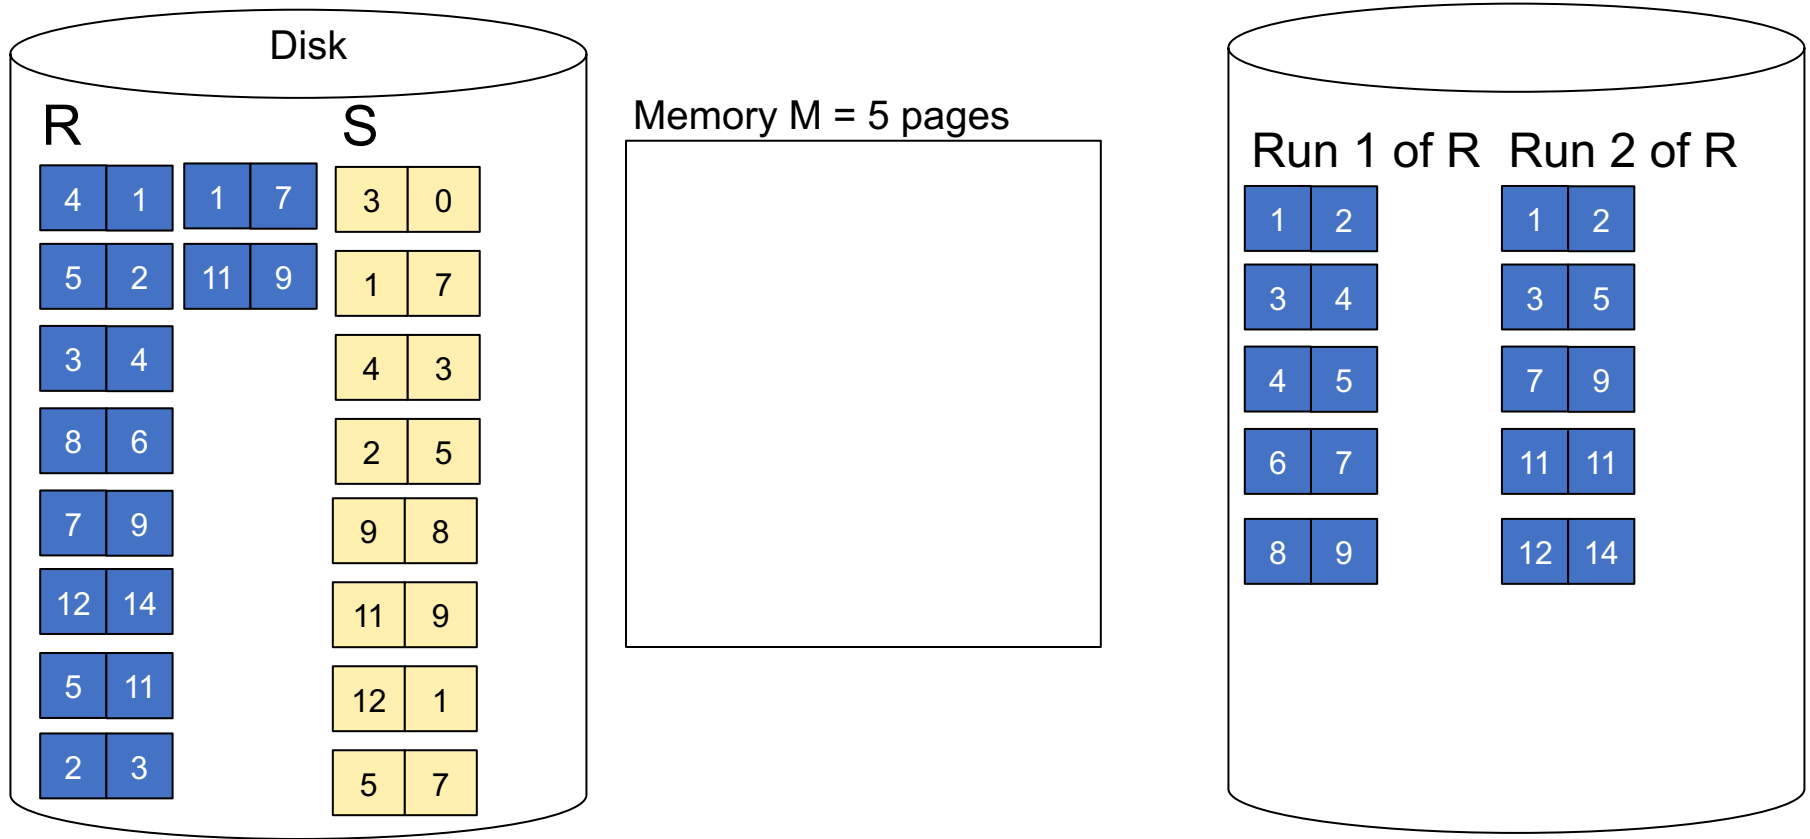 Disk
R S
Memory M = 5 pages
4 1 1 7 3 0
5 2 11 9 1 7
3 4 4 3
8 6 2 5
7 9 9 8
12 14 11 9
5 11 12 1
2 3 5 7
Run 1 of R Run 2 of R
1 2 1 2
3 4 3 5
4 5 7 9
6 7 11 11
8 9 12 14